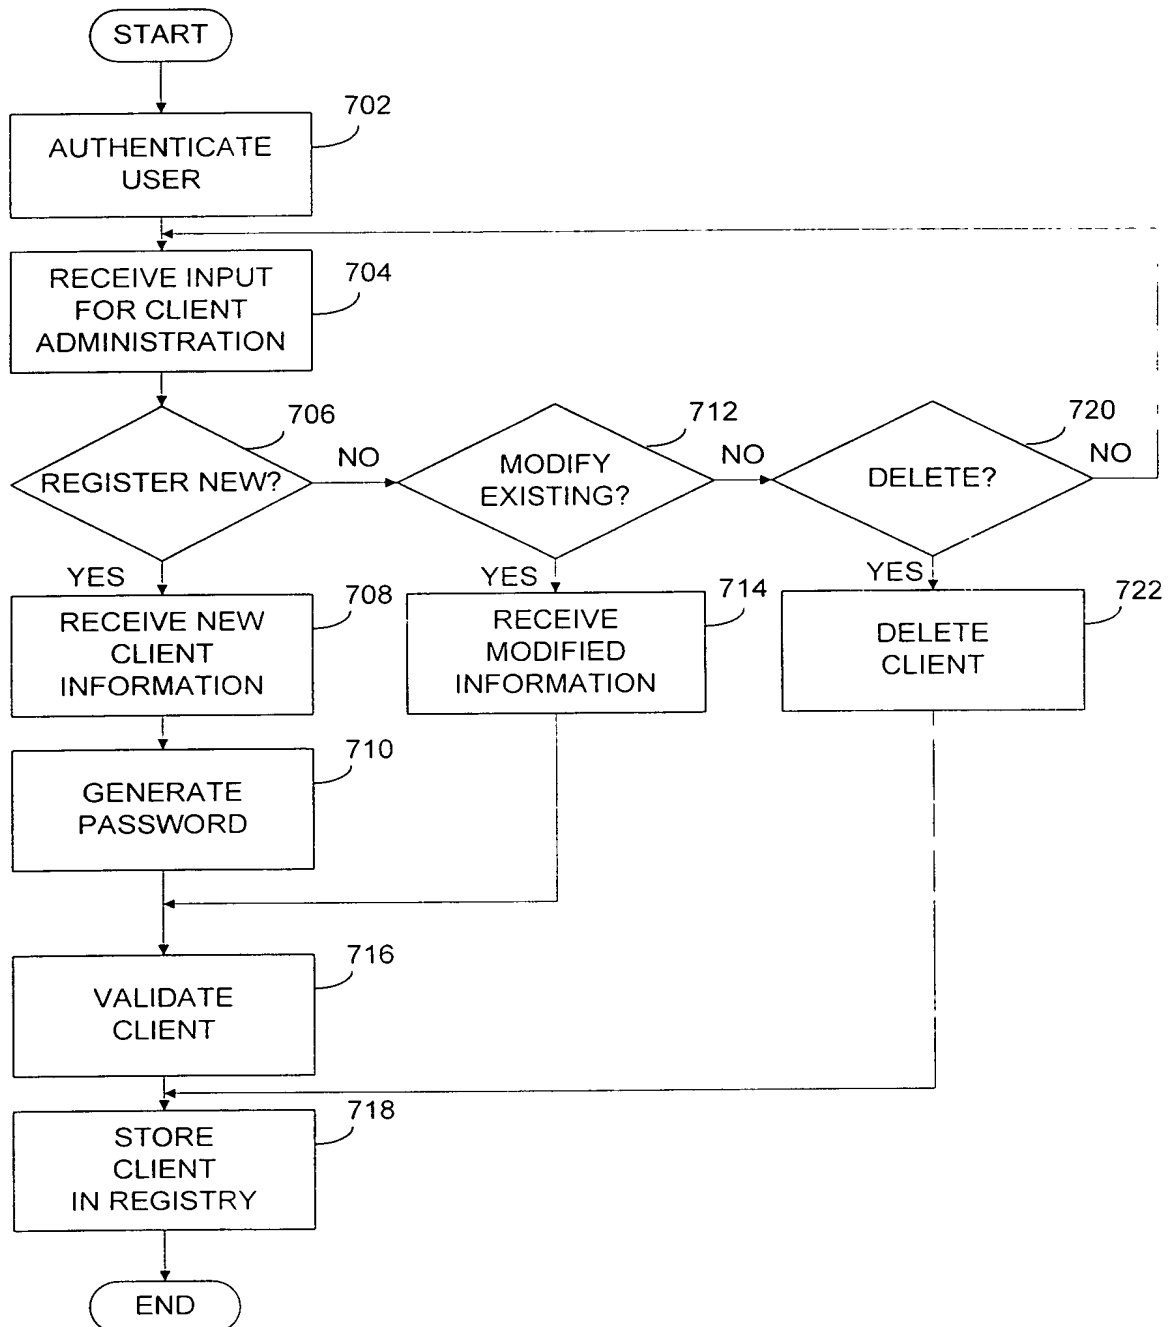 START
702
AUTHENTICATE
USER
704
RECEIVE INPUT
FOR CLIENT
ADMINISTRATION
706
REGISTER NEW?
NO
712
MODIFY
EXISTING?
NO
720
DELETE?
NO
YES
708
RECEIVE NEW
CLIENT
INFORMATION
YES
714
RECEIVE
MODIFIED
INFORMATION
YES
722
DELETE
CLIENT
710
GENERATE
PASSWORD
716
VALIDATE
CLIENT
718
STORE
CLIENT
IN REGISTRY
END